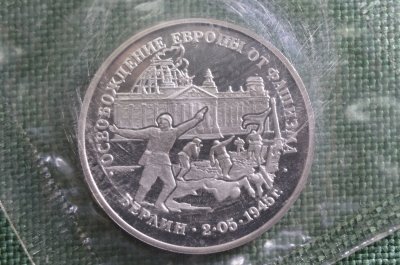 ОСВОБОЖДЕНИЕ ЕВРОПЫ ОТ ФАШИЗМА
БЕРЛИН · 2·05·1945 г.